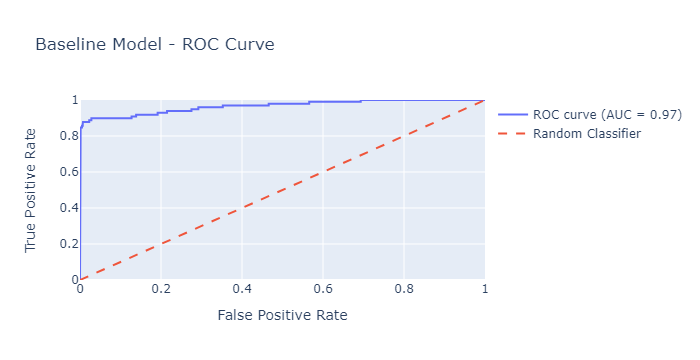 Baseline Model - ROC Curve
1
0.8
0.6
0.4
0.2
0
True Positive Rate
0
0.2
0.4
0.6
0.8
1
False Positive Rate
ROC curve (AUC = 0.97)
Random Classifier